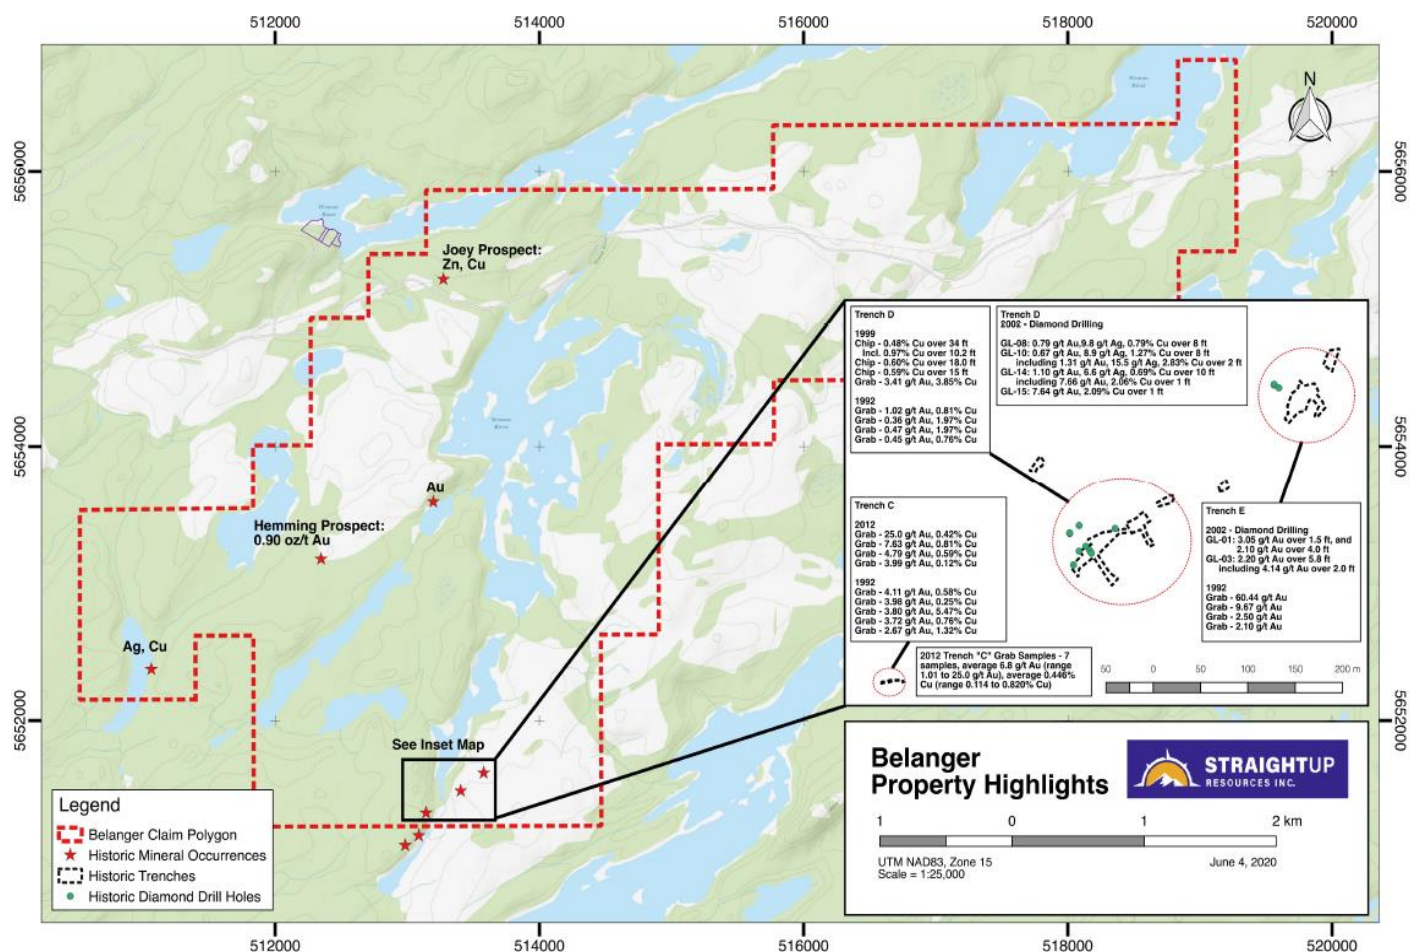 512000
514000
516000
518000
520000
5656000
5656000
5654000
5654000
5652000
5652000
N
Joey Prospect:
Zn, Cu
Au
Hemming Prospect:
0.90 oz/t Au
Ag, Cu
See Inset Map
Trench D
1999
Chip - 0.48% Cu over 34 ft
Incl. 0.97% Cu over 10.2 ft
Chip - 0.60% Cu over 18.0 ft
Chip - 0.59% Cu over 15 ft
Grab - 3.41 g/t Au, 3.85% Cu
1992
Grab - 1.02 g/t Au, 0.81% Cu
Grab - 0.36 g/t Au, 1.97% Cu
Grab - 0.47 g/t Au, 1.97% Cu
Grab - 0.45 g/t Au, 0.76% Cu
Trench D
2002 - Diamond Drilling
GL-08: 0.79 g/t Au,9.8 g/t Ag, 0.79% Cu over 8 ft
GL-10: 0.67 g/t Au, 8.9 g/t Ag, 1.27% Cu over 8 ft
including 1.31 g/t Au, 15.5 g/t Ag, 2.83% Cu over 2 ft
GL-14: 1.10 g/t Au, 6.6 g/t Ag, 0.69% Cu over 10 ft
including 7.66 g/t Au, 2.06% Cu over 1 ft
GL-15: 7.64 g/t Au, 2.09% Cu over 1 ft
Trench C
2012
Grab - 25.0 g/t Au, 0.42% Cu
Grab - 7.63 g/t Au, 0.81% Cu
Grab - 4.79 g/t Au, 0.59% Cu
Grab - 3.99 g/t Au, 0.12% Cu
1992
Grab - 4.11 g/t Au, 0.58% Cu
Grab - 3.98 g/t Au, 0.25% Cu
Grab - 3.80 g/t Au, 5.47% Cu
Grab - 3.72 g/t Au, 0.76% Cu
Grab - 2.67 g/t Au, 1.32% Cu
Trench E
2002 - Diamond Drilling
GL-01: 3.05 g/t Au over 1.5 ft, and
2.10 g/t Au over 4.0 ft
GL-03: 2.20 g/t Au over 5.8 ft
including 4.14 g/t Au over 2.0 ft
1992
Grab - 60.44 g/t Au
Grab - 9.67 g/t Au
Grab - 2.50 g/t Au
Grab - 2.10 g/t Au
2012 Trench "C" Grab Samples - 7
samples, average 6.8 g/t Au (range
1.01 to 25.0 g/t Au), average 0.446%
Cu (range 0.114 to 0.820% Cu)
50 0 50 100 150 200 m
Belanger
Property Highlights
STRAIGHTUP
RESOURCES INC.
1 0 1 2 km
UTM NAD83, Zone 15
Scale = 1:25,000
June 4, 2020
Legend
Belanger Claim Polygon
Historic Mineral Occurrences
Historic Trenches
Historic Diamond Drill Holes
512000
514000
516000
518000
520000